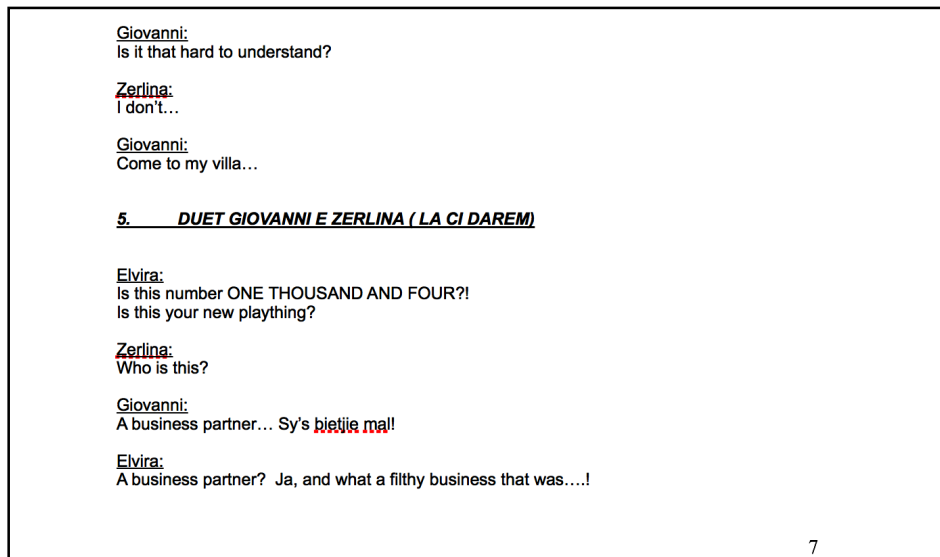 Giovanni:
Is it that hard to understand?
Zerlina:
I don't…
Giovanni:
Come to my villa…
5. DUET GIOVANNI E ZERLINA ( LA CI DAREM)
Elvira:
Is this number ONE THOUSAND AND FOUR?!
Is this your new plaything?
Zerlina:
Who is this?
Giovanni:
A business partner… Sy's bietjie mal!
Elvira:
A business partner?  Ja, and what a filthy business that was….!
7